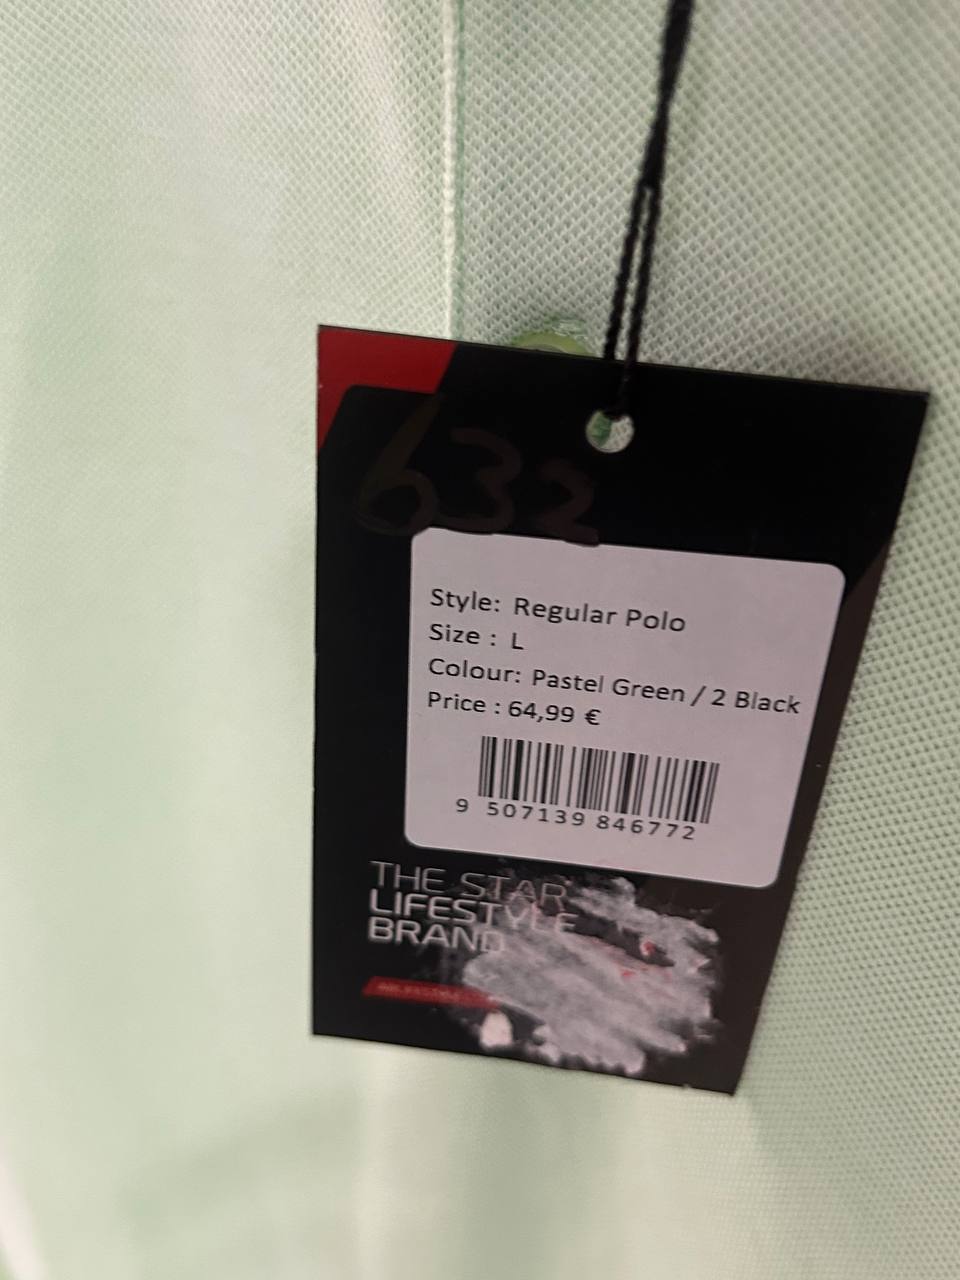 632
Style: Regular Polo
Size : L
Colour: Pastel Green / 2 Black
Price : 64,99 €
9 507139 846772
THE STAR
LIFESTYLE
BRAND